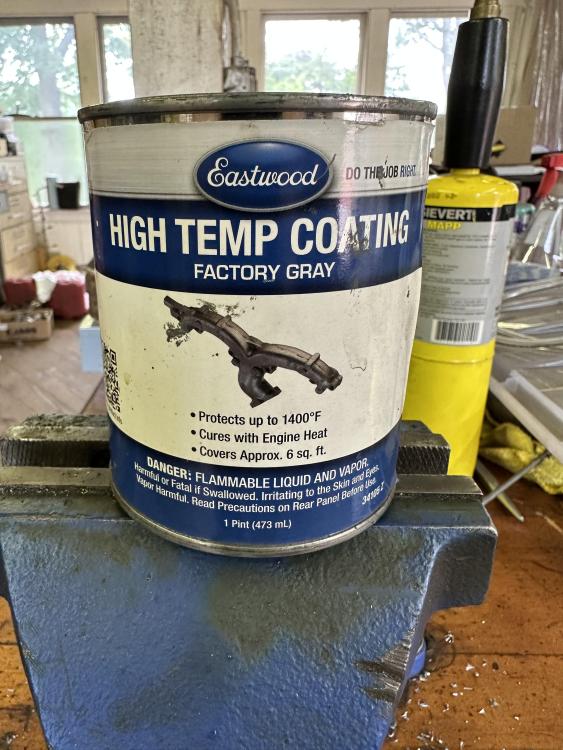 Eastwood
DO THE JOB RIGHT.
HIGH TEMP COATING
FACTORY GRAY
• Protects up to 1400°F
• Cures with Engine Heat
• Covers Approx. 6 sq. ft.
DANGER: FLAMMABLE LIQUID AND VAPOR.
Harmful or Fatal if Swallowed. Irritating to the Skin and Eyes.
Vapor Harmful. Read Precautions on Rear Panel Before Use.
1 Pint (473 mL)
SIEVERT
MAPP